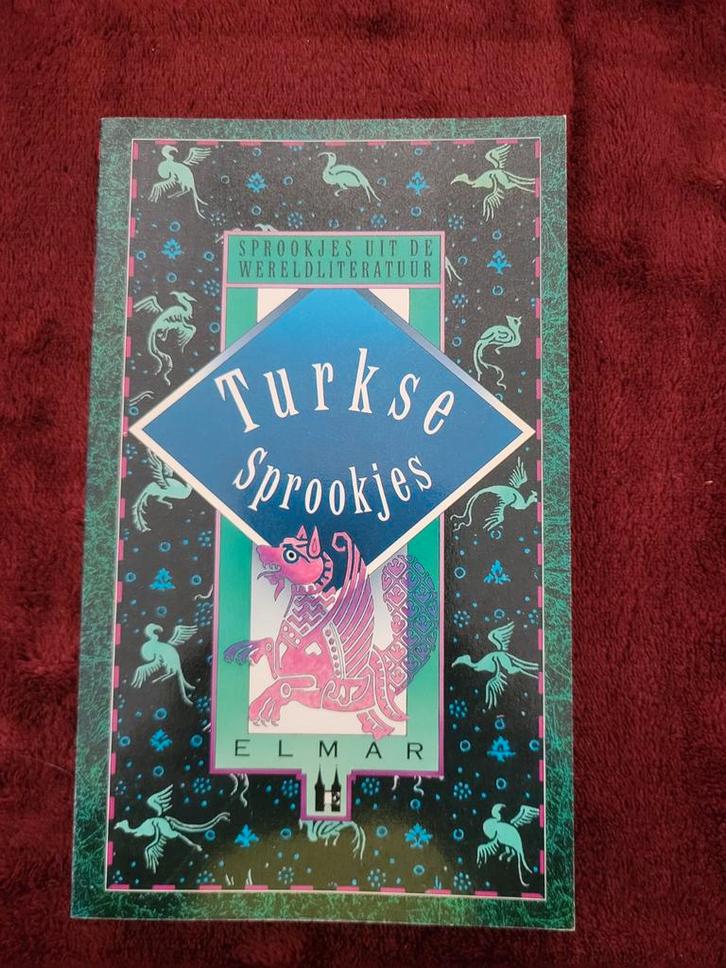 SPROOKJES UIT DE
WERELDLITERATUUR
Turkse
Sprookjes
ELMAR